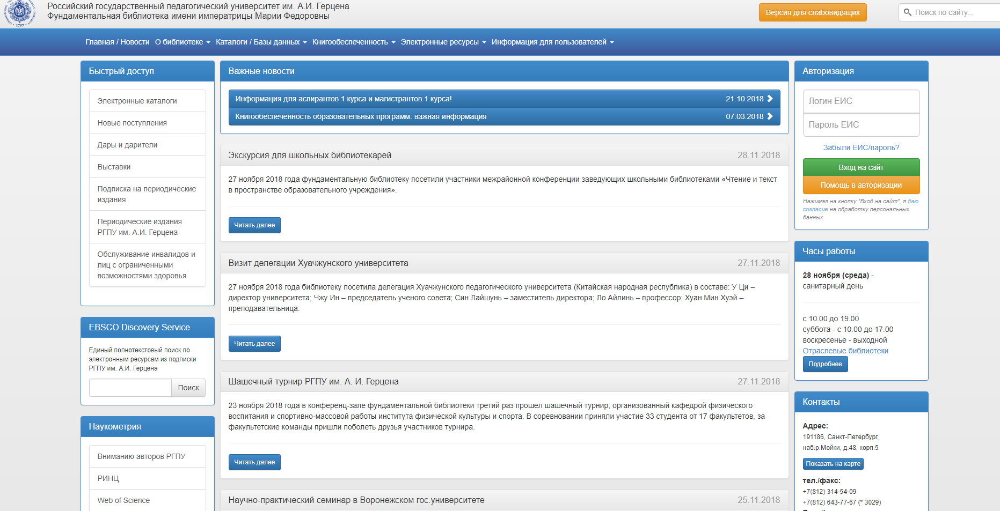 Российский государственный педагогический университет им. А.И. Герцена
Фундаментальная библиотека имени императрицы Марии Федоровны
Версия для слабовидящих
Поиск по сайту...
Главная / Новости О библиотеке Каталоги / Базы данных Книгообеспеченность Электронные ресурсы Информация для пользователей
Быстрый доступ
Электронные каталоги
Новые поступления
Дары и дарители
Выставки
Подписка на периодические
издания
Периодические издания
РГПУ им. А.И. Герцена
Обслуживание инвалидов и
лиц с ограниченными
возможностями здоровья
EBSCO Discovery Service
Единый полнотекстовый поиск по
электронным ресурсам из подписки
РГПУ им. А.И. Герцена
Поиск
Наукометрия
Вниманию авторов РГПУ
РИНЦ
Web of Science
Важные новости
Информация для аспирантов 1 курса и магистрантов 1 курса! 21.10.2018
Книгообеспеченность образовательных программ: важная информация 07.03.2018
Экскурсия для школьных библиотекарей 28.11.2018
27 ноября 2018 года фундаментальную библиотеку посетили участники межрайонной конференции заведующих школьными библиотеками «Чтение и текст
в пространстве образовательного учреждения».
Читать далее
Визит делегации Хуачжунского университета 27.11.2018
27 ноября 2018 года библиотеку посетила делегация Хуачжунского педагогического университета (Китайская народная республика) в составе: У Ци –
директор университета; Чжу Ин – председатель ученого совета; Син Лайшунь – заместитель директора; Ло Айлинь – профессор; Хуан Мин Хуэй –
преподавательница.
Читать далее
Шашечный турнир РГПУ им. А. И. Герцена 27.11.2018
23 ноября 2018 года в конференц-зале фундаментальной библиотеки третий раз прошел шашечный турнир, организованный кафедрой физического
воспитания и спортивно-массовой работы института физической культуры и спорта. В соревновании приняли участие 33 студента от 17 факультетов, за
факультетские команды пришли поболеть друзья участников турнира.
Читать далее
Научно-практический семинар в Воронежском гос.университете 25.11.2018
Авторизация
Логин ЕИС
Пароль ЕИС
Забыли ЕИС/пароль?
Вход на сайт
Помощь в авторизации
Нажимая на кнопку "Вход на сайт", я даю
согласие на обработку персональных
данных
Часы работы
28 ноября (среда) -
санитарный день
с 10.00 до 19.00
суббота - с 10.00 до 17.00
воскресенье - выходной
Отраслевые библиотеки
Подробнее
Контакты
Адрес:
191186, Санкт-Петербург,
наб.р.Мойки, д.48, корп.5
Показать на карте
тел./факс:
+7(812) 314-54-09
+7(812) 643-77-67 (* 3029)